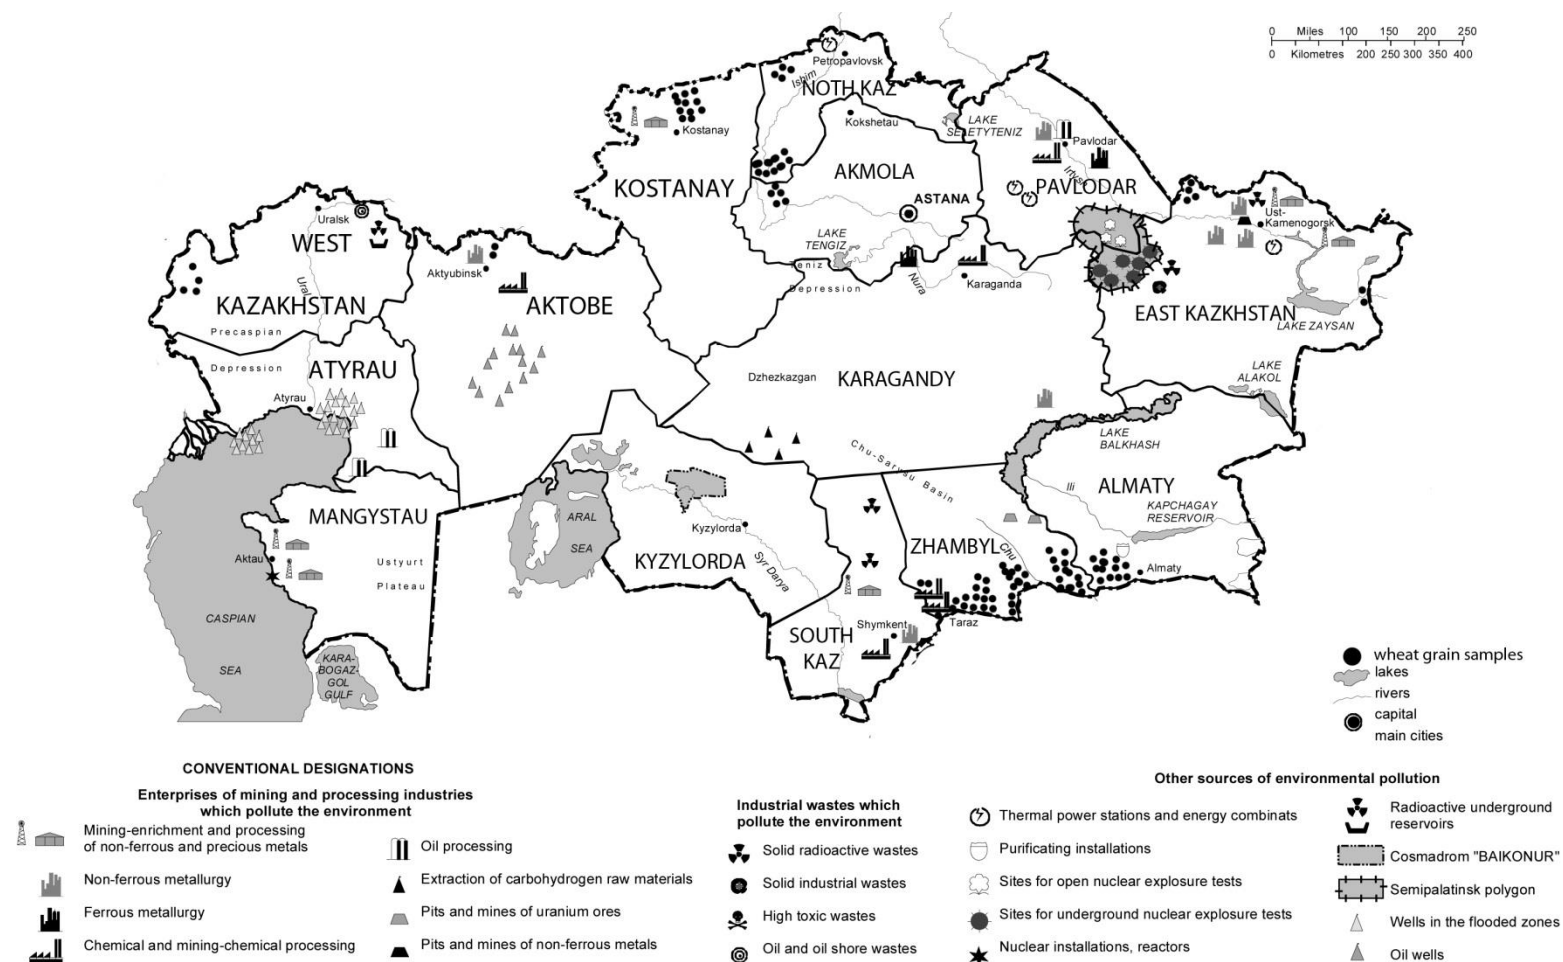 Miles 100 150 250
0
0 Kilometres 200 250 300 350 400
Petropavlovsk
Ishim
NOTH KAZ
Kostanay
Kokshetau
LAKE
SELETYTENIZ
Pavlodar
Irtysh
KOSTANAY
AKMOLA
PAVLODAR
ASTANA
Uralsk
WEST
KAZAKHSTAN
Ural
Aktyubinsk
AKTOBE
LAKE
TENGIZ
Teniz
Depression
Nura
Karaganda
Ust-
Kamenogorsk
EAST KAZKHSTAN
LAKE ZAYSAN
Precaspian
Depression
ATYRAU
Atyrau
Dzhezkazgan
KARAGANDY
LAKE
ALAKOL
LAKE
BALKHASH
Chu-Sarysu Basin
Ili
ALMATY
KAPCHAGAY
RESERVOIR
MANGYSTAU
Aktau
Ustyurt
Plateau
ARAL
SEA
Kyzylorda
KYZYLORDA
Syr Darya
ZHAMBYL
Chu
Almaty
CASPIAN
SEA
KARA-
BOGAZ-
GOL
GULF
SOUTH
KAZ
Shymkent
Taraz
wheat grain samples
lakes
rivers
capital
main cities
CONVENTIONAL DESIGNATIONS
Enterprises of mining and processing industries
which pollute the environment
Mining-enrichment and processing
of non-ferrous and precious metals
Non-ferrous metallurgy
Ferrous metallurgy
Chemical and mining-chemical processing
Oil processing
Extraction of carbohydrogen raw materials
Pits and mines of uranium ores
Pits and mines of non-ferrous metals
Industrial wastes which
pollute the environment
Solid radioactive wastes
Solid industrial wastes
High toxic wastes
Oil and oil shore wastes
Other sources of environmental pollution
Thermal power stations and energy combinats
Purificating installations
Sites for open nuclear explosure tests
Sites for underground nuclear explosure tests
Nuclear installations, reactors
Radioactive underground
reservoirs
Cosmadrom "BAIKONUR"
Semipalatinsk polygon
Wells in the flooded zones
Oil wells